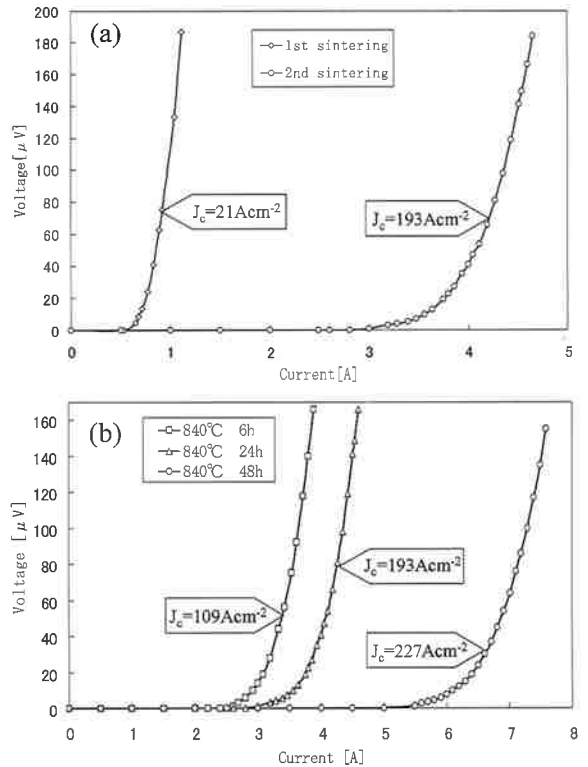 (a)
200
180
160
140
120
100
80
60
40
20
0
Voltage[μV]
1st sintering
2nd sintering
Jc=21Acm-2
Jc=193Acm-2
0 1 2 3 4 5
Current[A]
(b)
160
140
120
100
80
60
40
20
0
Voltage [μV]
840℃ 6h
840℃ 24h
840℃ 48h
Jc=193Acm-2
Jc=109Acm-2
Jc=227Acm-2
0 1 2 3 4 5 6 7 8
Current [A]